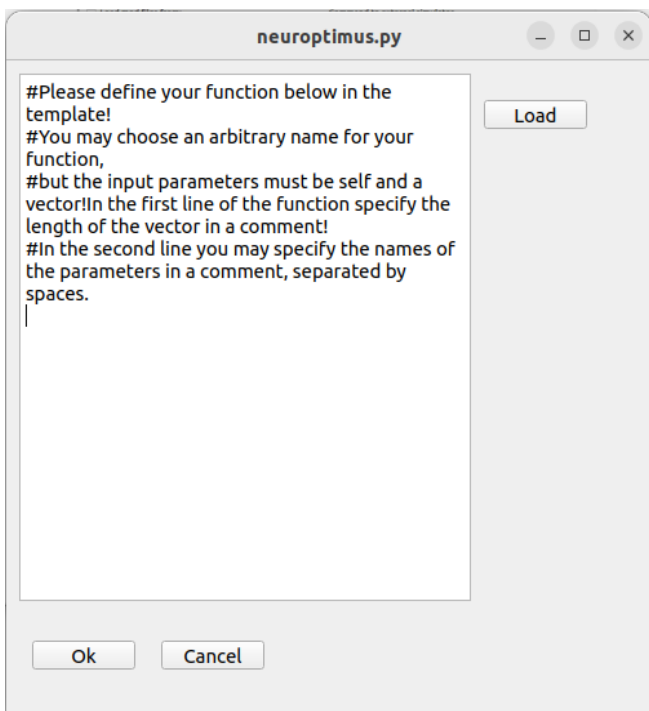 neuroptimus.py
#Please define your function below in the
template!
#You may choose an arbitrary name for your
function,
#but the input parameters must be self and a
vector!In the first line of the function specify the
length of the vector in a comment!
#In the second line you may specify the names of
the parameters in a comment, separated by
spaces.
Load
Ok
Cancel